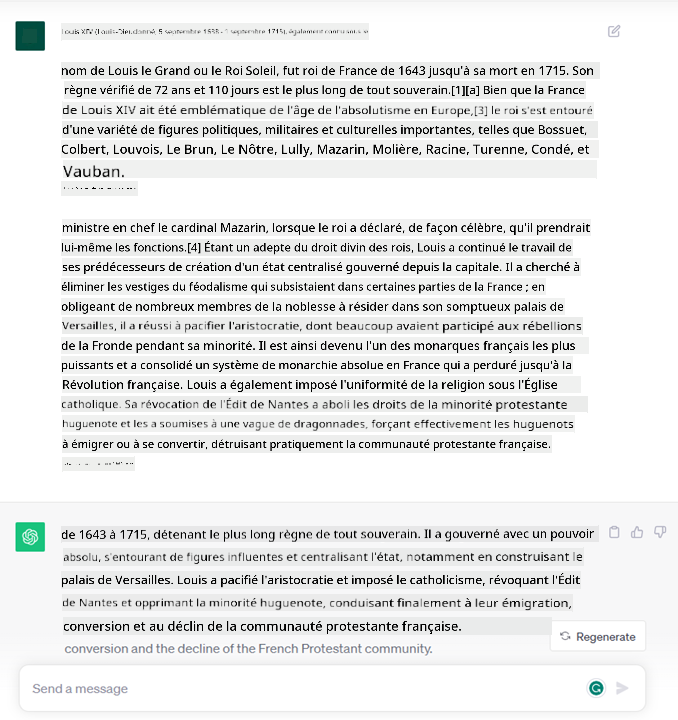 Louis XIV (Louis-Dieudonné, 5 septembre 1638 - 1 septembre 1715), également connu sous le
nom de Louis le Grand ou le Roi Soleil, fut roi de France de 1643 jusqu'à sa mort en 1715. Son
règne vérifié de 72 ans et 110 jours est le plus long de tout souverain.[1][a] Bien que la France
de Louis XIV ait été emblématique de l'âge de l'absolutisme en Europe,[3] le roi s'est entouré
d'une variété de figures politiques, militaires et culturelles importantes, telles que Bossuet,
Colbert, Louvois, Le Brun, Le Nôtre, Lully, Mazarin, Molière, Racine, Turenne, Condé, et
Vauban.
ministre en chef le cardinal Mazarin, lorsque le roi a déclaré, de façon célèbre, qu'il prendrait
lui-même les fonctions.[4] Étant un adepte du droit divin des rois, Louis a continué le travail de
ses prédécesseurs de création d'un état centralisé gouverné depuis la capitale. Il a cherché à
éliminer les vestiges du féodalisme qui subsistaient dans certaines parties de la France ; en
obligeant de nombreux membres de la noblesse à résider dans son somptueux palais de
Versailles, il a réussi à pacifier l'aristocratie, dont beaucoup avaient participé aux rébellions
de la Fronde pendant sa minorité. Il est ainsi devenu l'un des monarques français les plus
puissants et a consolidé un système de monarchie absolue en France qui a perduré jusqu'à la
Révolution française. Louis a également imposé l'uniformité de la religion sous l'Église
catholique. Sa révocation de l'Édit de Nantes a aboli les droits de la minorité protestante
huguenote et les a soumises à une vague de dragonnades, forçant effectivement les huguenots
à émigrer ou à se convertir, détruisant pratiquement la communauté protestante française.
de 1643 à 1715, détenant le plus long règne de tout souverain. Il a gouverné avec un pouvoir
absolu, s'entourant de figures influentes et centralisant l'état, notamment en construisant le
palais de Versailles. Louis a pacifié l'aristocratie et imposé le catholicisme, révoquant l'Édit
de Nantes et opprimant la minorité huguenote, conduisant finalement à leur émigration,
conversion et au déclin de la communauté protestante française.
conversion and the decline of the French Protestant community.
Regenerate
Send a message